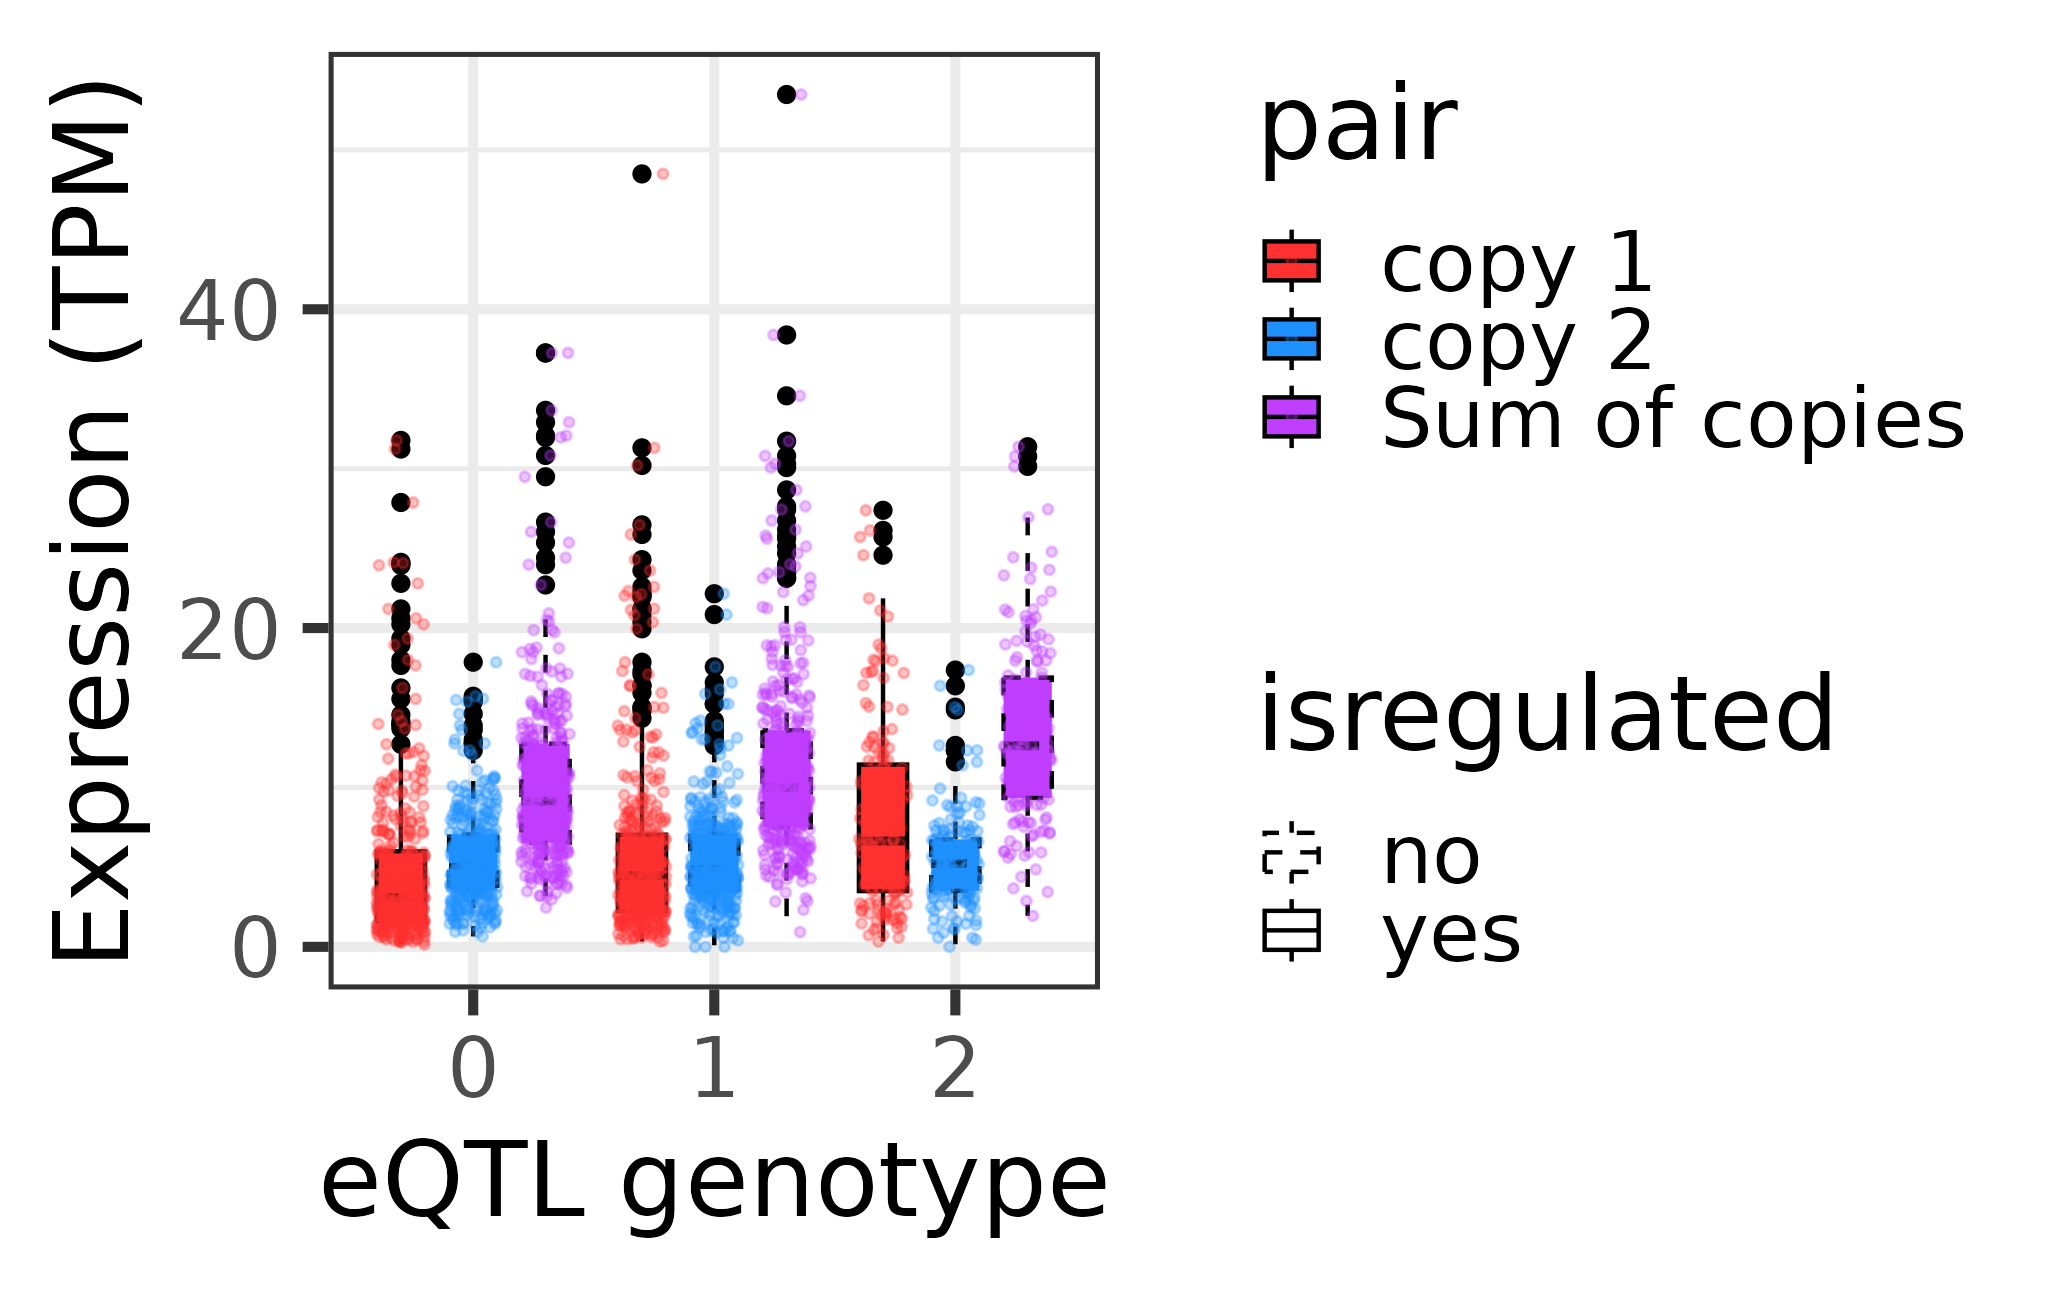 Expression (TPM)
40
20
0
0 1 2
eQTL genotype
pair
copy 1
copy 2
Sum of copies
isregulated
no
yes